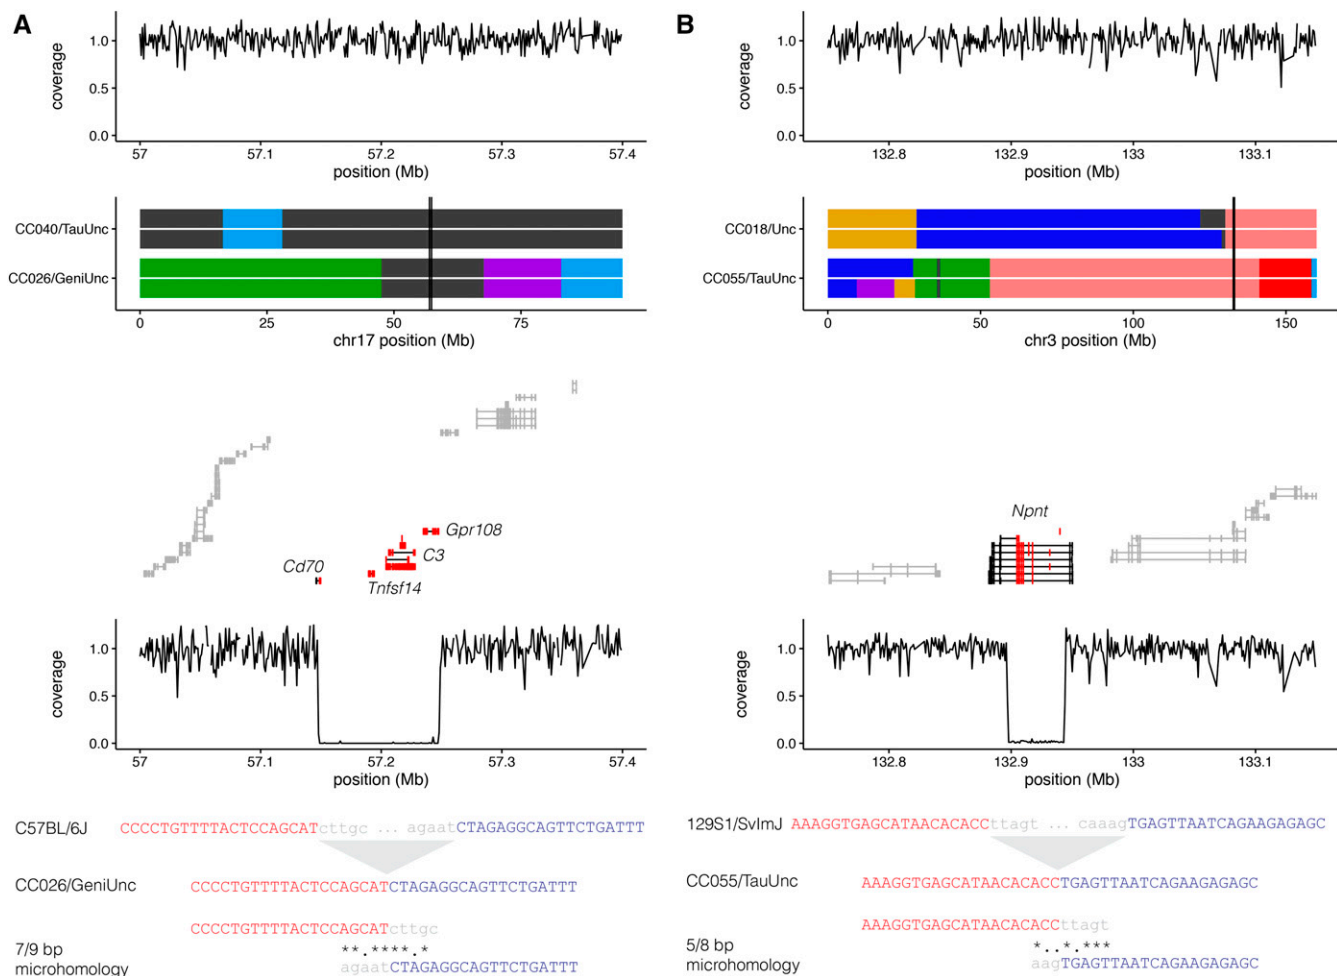 A
coverage
1.0
0.5
0.0
57
57.1
57.2
57.3
57.4
position (Mb)
CC040/TauUnc
CC026/GeniUnc
0
25
50
75
chr17 position (Mb)
Gpr108
C3
Cd70
Tnfsf14
coverage
1.0
0.5
0.0
57
57.1
57.2
57.3
57.4
position (Mb)
C57BL/6J
CCCCTGTTTTACTCCAGCATcttgc ... agaatCTAGAGGCAGTTCTGATTT
CC026/GeniUnc
CCCCTGTTTTACTCCAGCATCTAGAGGCAGTTCTGATTT
CCCCTGTTTTACTCCAGCATcttgc
7/9 bp
**.****.*
microhomology
agaatCTAGAGGCAGTTCTGATTT
B
coverage
1.0
0.5
0.0
132.8
132.9
133
133.1
position (Mb)
CC018/Unc
CC055/TauUnc
0
50
100
150
chr3 position (Mb)
Npnt
coverage
1.0
0.5
0.0
132.8
132.9
133
133.1
position (Mb)
129S1/SvImJ
AAAGGTGAGCATAACACACCttagt ... caaagTGAGTTAATCAGAAGAGAGC
CC055/TauUnc
AAAGGTGAGCATAACACACCTGAGTTAATCAGAAGAGAGC
AAAGGTGAGCATAACACACCttagt
5/8 bp
*..*.***
microhomology
aagTGAGTTAATCAGAAGAGAGC